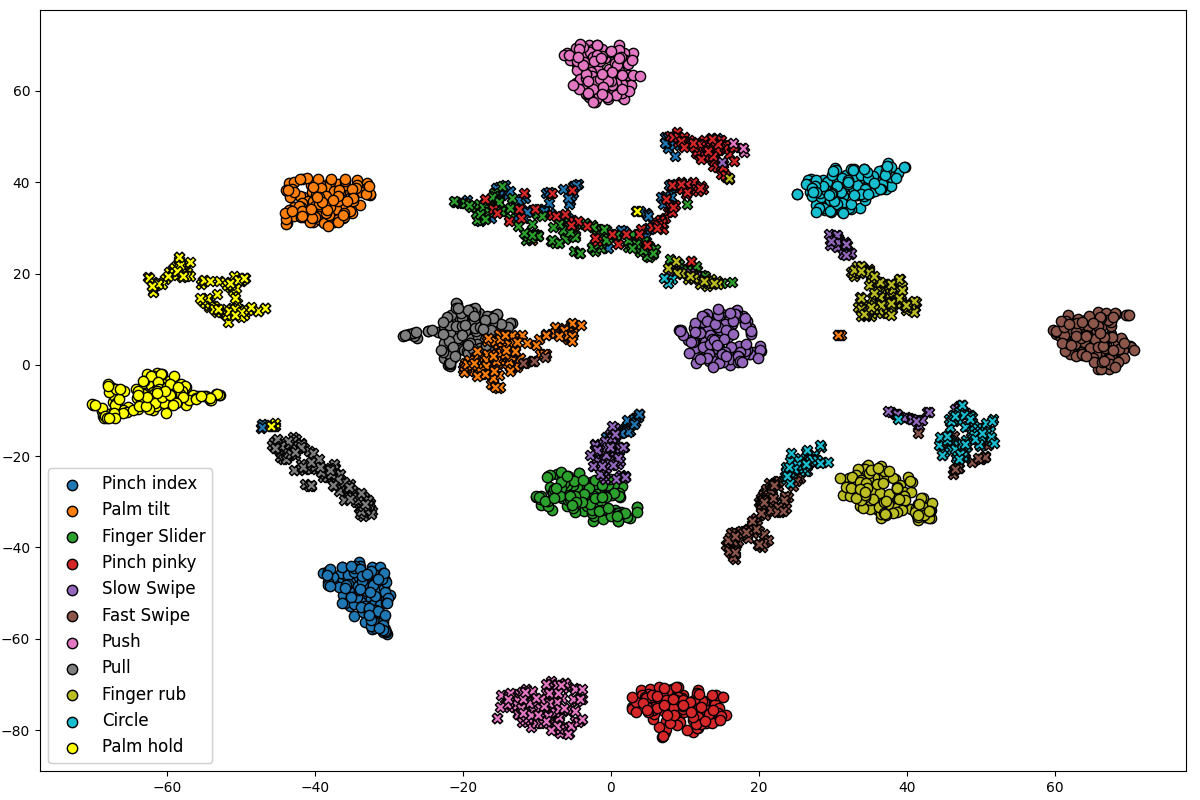 60
40
20
0
−20
−40
−60
−80
Pinch index
Palm tilt
Finger Slider
Pinch pinky
Slow Swipe
Fast Swipe
Push
Pull
Finger rub
Circle
Palm hold
−60 −40 −20 0 20 40 60